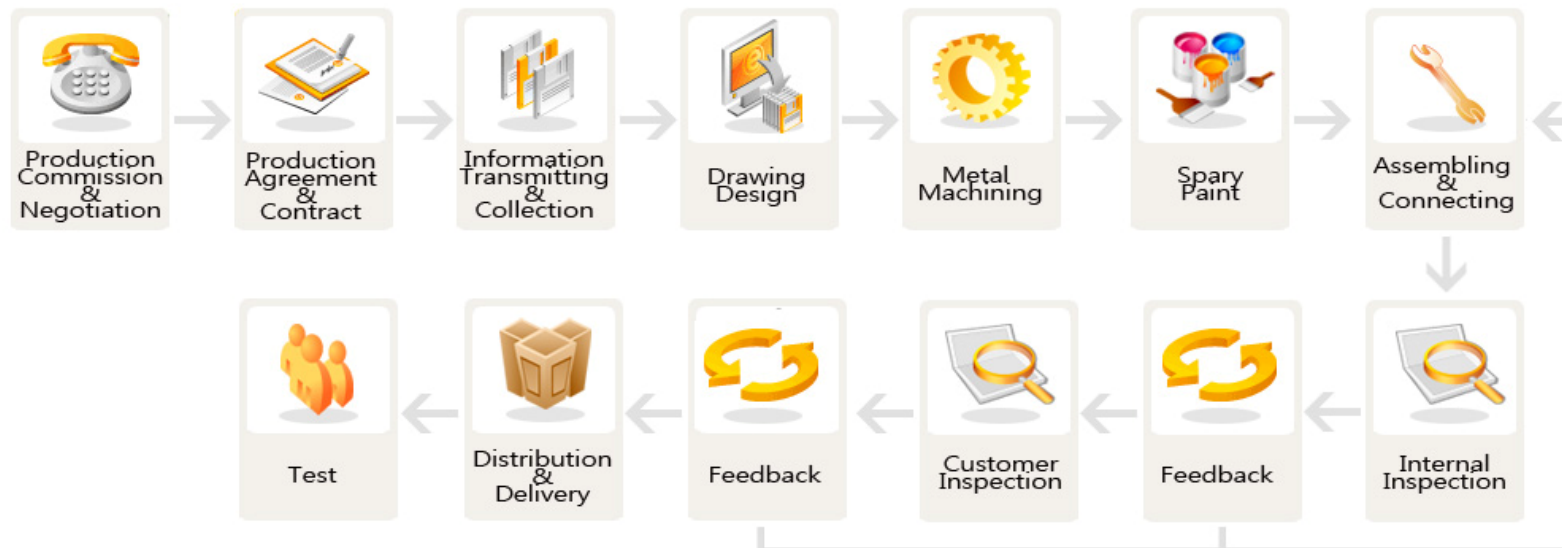 Production
Commission
&
Negotiation
Production
Agreement
&
Contract
Information
Transmitting
&
Collection
Drawing
Design
Metal
Machining
Spary
Paint
Assembling
&
Connecting
Test
Distribution
&
Delivery
Feedback
Customer
Inspection
Feedback
Internal
Inspection